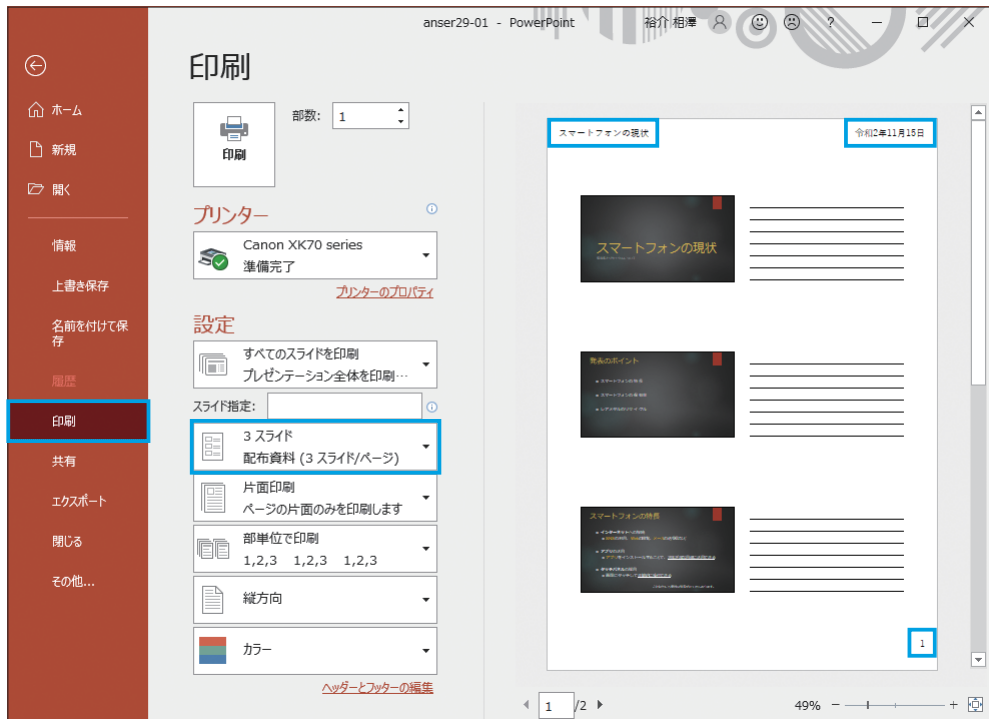 anser29-01 - PowerPoint
裕介 相澤
?
ホーム
新規
開く
情報
上書き保存
名前を付けて保
存
履歴
印刷
共有
エクスポート
閉じる
その他...
印刷
印刷
部数: 1
プリンター
Canon XK70 series
準備完了
プリンターのプロパティ
設定
すべてのスライドを印刷
プレゼンテーション全体を印刷…
スライド指定:
3 スライド
配布資料 (3 スライド/ページ)
片面印刷
ページの片面のみを印刷します
部単位で印刷
1,2,3 1,2,3 1,2,3
縦方向
カラー
ヘッダーとフッターの編集
スマートフォンの現状
令和2年11月15日
スマートフォンの現状
発表のポイント
スマートフォンの特長
1
1 /2
49%